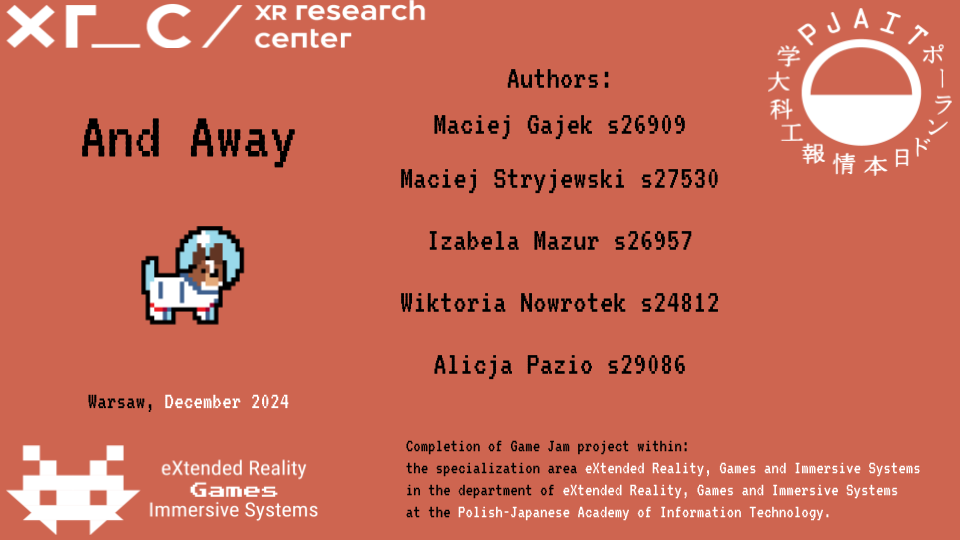 xr_c / XR research
center
PJAIT
ポーランド日本情報工科大学
Authors:
And Away
Maciej Gajek s26909
Maciej Stryjewski s27530
Izabela Mazur s26957
Wiktoria Nowrotek s24812
Alicja Pazio s29086
Warsaw, December 2024
eXtended Reality
Games
Immersive Systems
Completion of Game Jam project within:
the specialization area eXtended Reality, Games and Immersive Systems
in the department of eXtended Reality, Games and Immersive Systems
at the Polish-Japanese Academy of Information Technology.